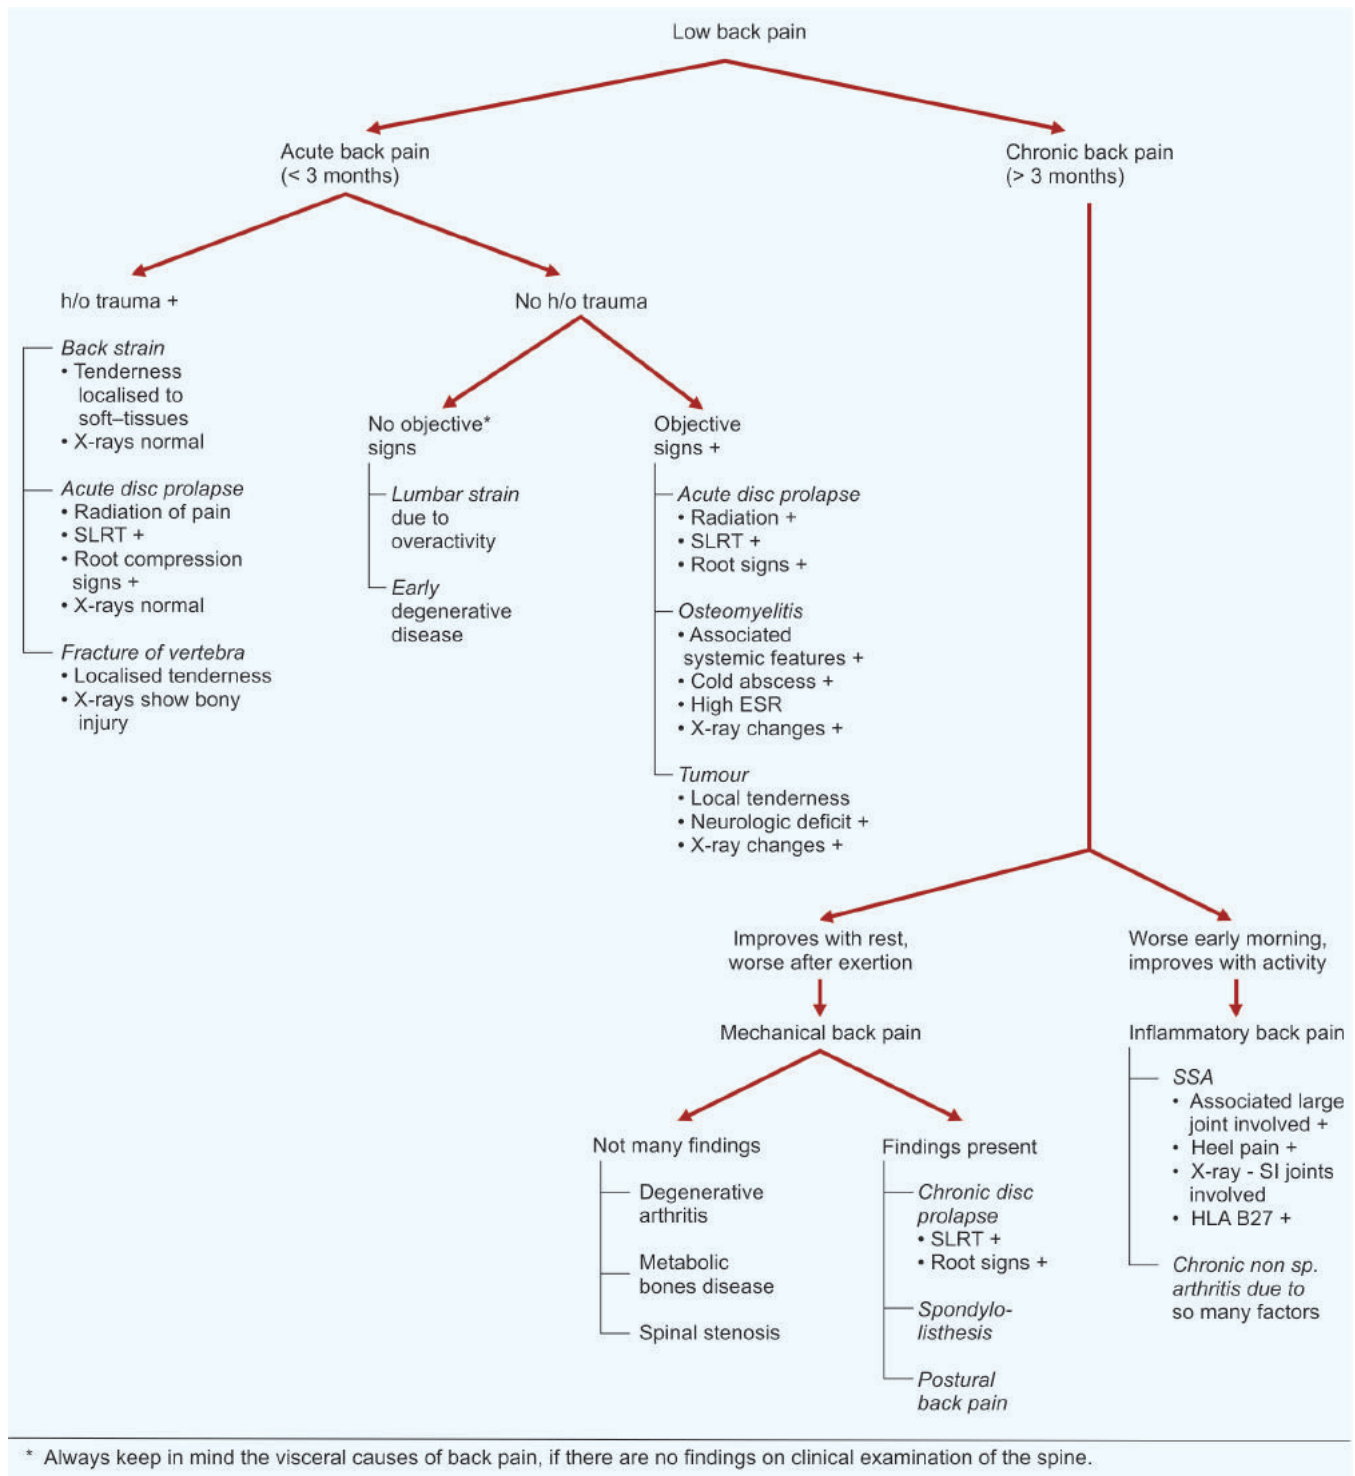 Low back pain
Acute back pain
(< 3 months)
Chronic back pain
(> 3 months)
h/o trauma +
No h/o trauma
Back strain
• Tenderness
localised to
soft–tissues
• X-rays normal
Acute disc prolapse
• Radiation of pain
• SLRT +
• Root compression
signs +
• X-rays normal
Fracture of vertebra
• Localised tenderness
• X-rays show bony
injury
No objective*
signs
Lumbar strain
due to
overactivity
Early
degenerative
disease
Objective
signs +
Acute disc prolapse
• Radiation +
• SLRT +
• Root signs +
Osteomyelitis
• Associated
systemic features +
• Cold abscess +
• High ESR
• X-ray changes +
Tumour
• Local tenderness
• Neurologic deficit +
• X-ray changes +
Improves with rest,
worse after exertion
Mechanical back pain
Not many findings
Degenerative
arthritis
Metabolic
bones disease
Spinal stenosis
Findings present
Chronic disc
prolapse
• SLRT +
• Root signs +
Spondylo-
listhesis
Postural
back pain
Worse early morning,
improves with activity
Inflammatory back pain
SSA
• Associated large
joint involved +
• Heel pain +
• X-ray - SI joints
involved
• HLA B27 +
Chronic non sp.
arthritis due to
so many factors
* Always keep in mind the visceral causes of back pain, if there are no findings on clinical examination of the spine.